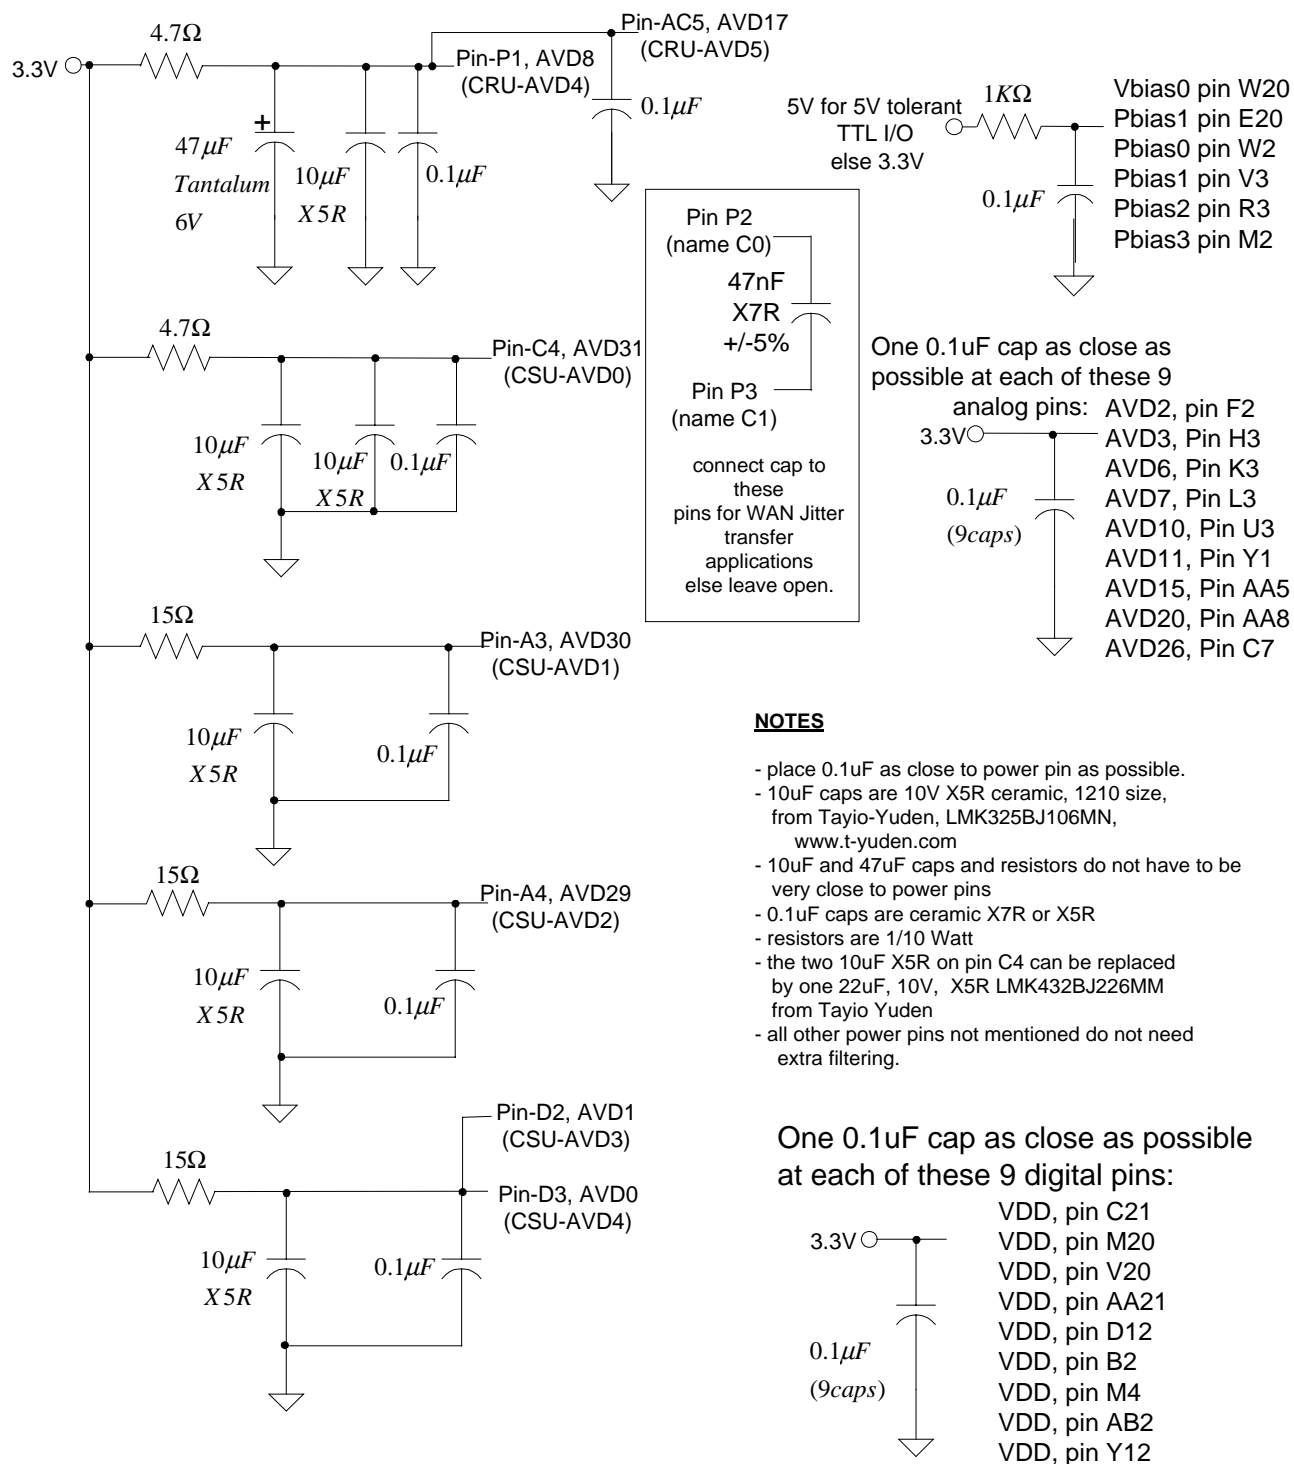 4.7Ω
3.3V
Pin-P1, AVD8
(CRU-AVD4)
Pin-AC5, AVD17
(CRU-AVD5)
+
47μF
Tantalum
6V
10μF
X5R
0.1μF
0.1μF
5V for 5V tolerant
TTL I/O
else 3.3V
1KΩ
0.1μF
Vbias0 pin W20
Pbias1 pin E20
Pbias0 pin W2
Pbias1 pin V3
Pbias2 pin R3
Pbias3 pin M2
Pin P2
(name C0)
47nF
X7R
+/-5%
Pin P3
(name C1)
connect cap to
these
pins for WAN Jitter
transfer
applications
else leave open.
4.7Ω
Pin-C4, AVD31
(CSU-AVD0)
10μF
X5R
10μF
X5R
0.1μF
One 0.1uF cap as close as
possible at each of these 9
analog pins:
3.3V
0.1μF
(9caps)
AVD2, pin F2
AVD3, Pin H3
AVD6, Pin K3
AVD7, Pin L3
AVD10, Pin U3
AVD11, Pin Y1
AVD15, Pin AA5
AVD20, Pin AA8
AVD26, Pin C7
15Ω
Pin-A3, AVD30
(CSU-AVD1)
10μF
X5R
0.1μF
15Ω
Pin-A4, AVD29
(CSU-AVD2)
10μF
X5R
0.1μF
NOTES
- place 0.1uF as close to power pin as possible.
- 10uF caps are 10V X5R ceramic, 1210 size,
from Tayio-Yuden, LMK325BJ106MN,
www.t-yuden.com
- 10uF and 47uF caps and resistors do not have to be
very close to power pins
- 0.1uF caps are ceramic X7R or X5R
- resistors are 1/10 Watt
- the two 10uF X5R on pin C4 can be replaced
by one 22uF, 10V, X5R LMK432BJ226MM
from Tayio Yuden
- all other power pins not mentioned do not need
extra filtering.
15Ω
Pin-D2, AVD1
(CSU-AVD3)
Pin-D3, AVD0
(CSU-AVD4)
10μF
X5R
0.1μF
One 0.1uF cap as close as possible
at each of these 9 digital pins:
3.3V
0.1μF
(9caps)
VDD, pin C21
VDD, pin M20
VDD, pin V20
VDD, pin AA21
VDD, pin D12
VDD, pin B2
VDD, pin M4
VDD, pin AB2
VDD, pin Y12